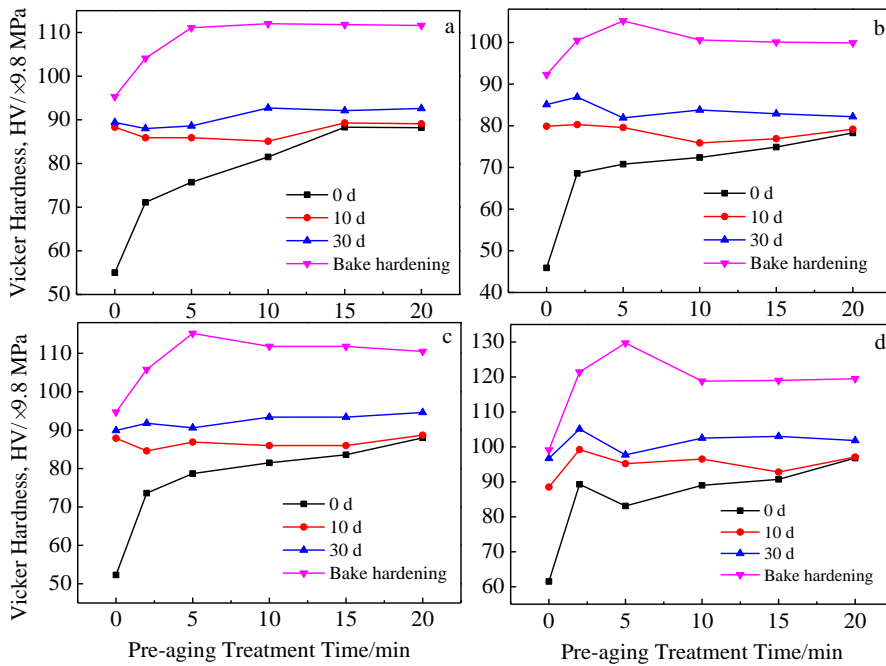 a
Vicker Hardness, HV/×9.8 MPa
110
100
90
80
70
60
50
0 d
10 d
30 d
Bake hardening
0 5 10 15 20
b
100
90
80
70
60
50
40
0 d
10 d
30 d
Bake hardening
0 5 10 15 20
c
Vicker Hardness, HV/×9.8 MPa
110
100
90
80
70
60
50
0 d
10 d
30 d
Bake hardening
0 5 10 15 20
Pre-aging Treatment Time/min
d
130
120
110
100
90
80
70
60
0 d
10 d
30 d
Bake hardening
0 5 10 15 20
Pre-aging Treatment Time/min